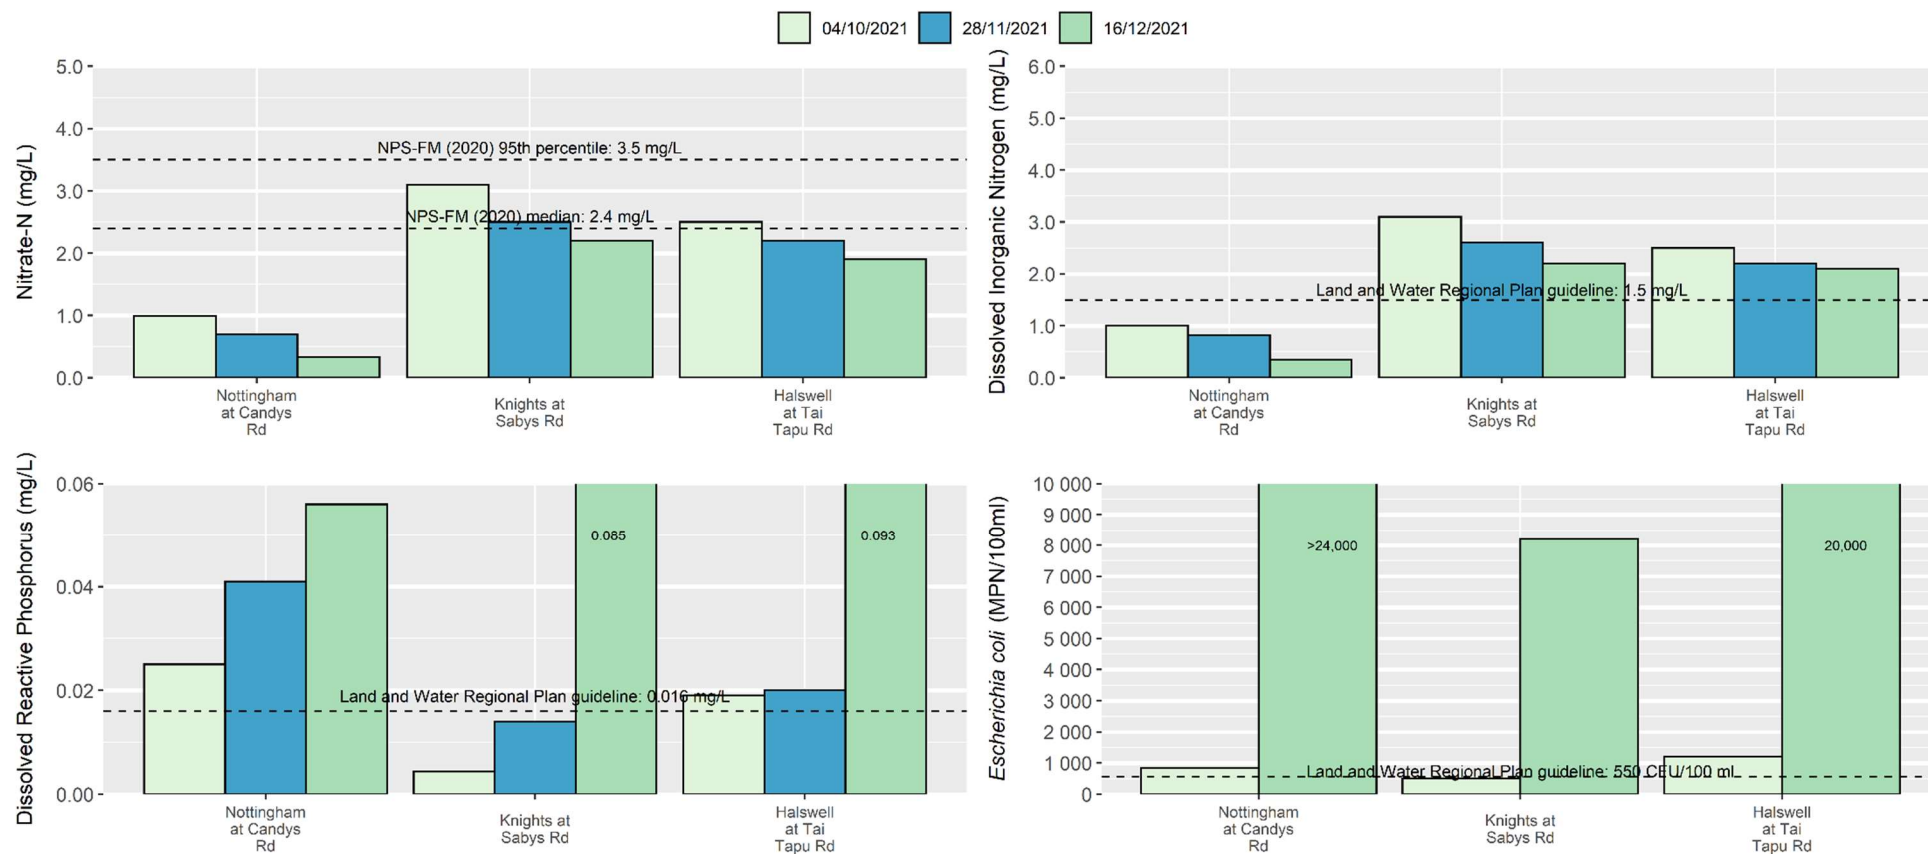 04/10/2021 28/11/2021 16/12/2021
Nitrate-N (mg/L)
5.0
4.0
3.0
2.0
1.0
0.0
NPS-FM (2020) 95th percentile: 3.5 mg/L
NPS-FM (2020) median: 2.4 mg/L
Nottingham
at Candys
Rd
Knights at
Sabys Rd
Halswell
at Tai
Tapu Rd
Dissolved Inorganic Nitrogen (mg/L)
6.0
5.0
4.0
3.0
2.0
1.0
0.0
Land and Water Regional Plan guideline: 1.5 mg/L
Nottingham
at Candys
Rd
Knights at
Sabys Rd
Halswell
at Tai
Tapu Rd
Dissolved Reactive Phosphorus (mg/L)
0.06
0.04
0.02
0.00
0.085
0.093
Land and Water Regional Plan guideline: 0.016 mg/L
Nottingham
at Candys
Rd
Knights at
Sabys Rd
Halswell
at Tai
Tapu Rd
Escherichia coli (MPN/100ml)
10 000
9 000
8 000
7 000
6 000
5 000
4 000
3 000
2 000
1 000
0
>24,000
20,000
Land and Water Regional Plan guideline: 550 CFU/100 ml
Nottingham
at Candys
Rd
Knights at
Sabys Rd
Halswell
at Tai
Tapu Rd